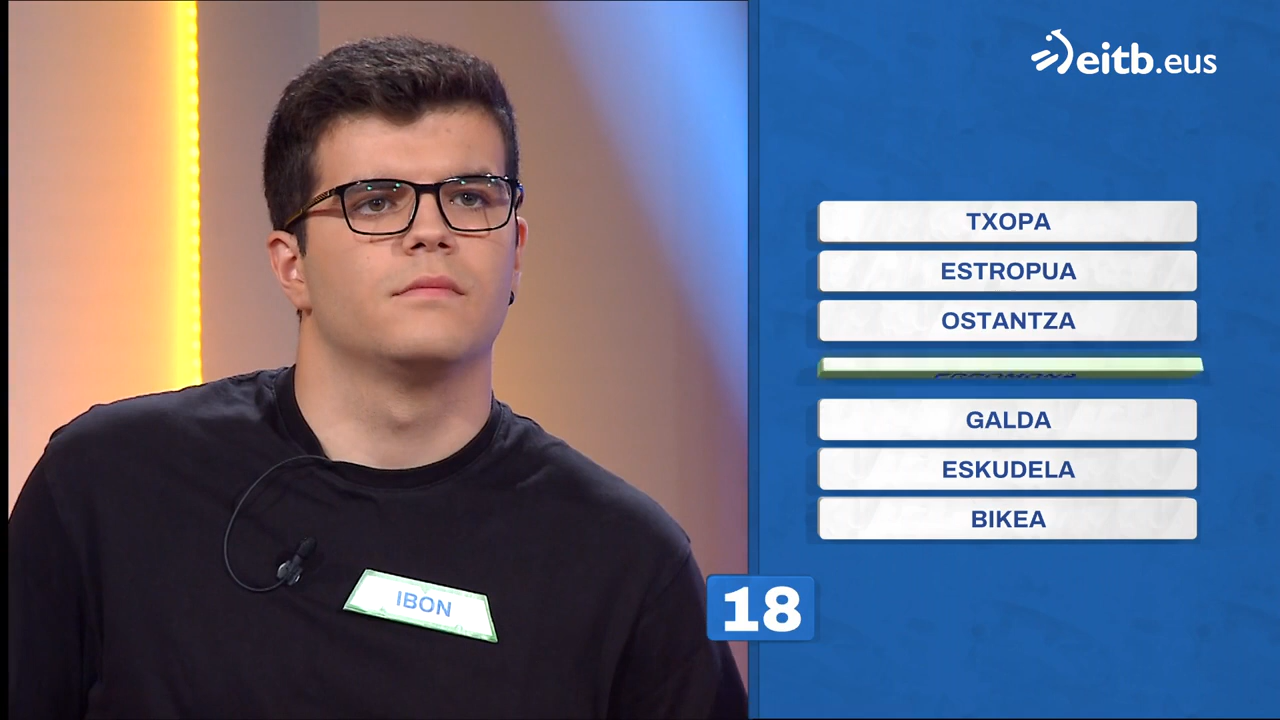 eitb.eus
TXOPA
ESTROPUA
OSTANTZA
GALDA
ESKUDELA
BIKEA
IBON
18